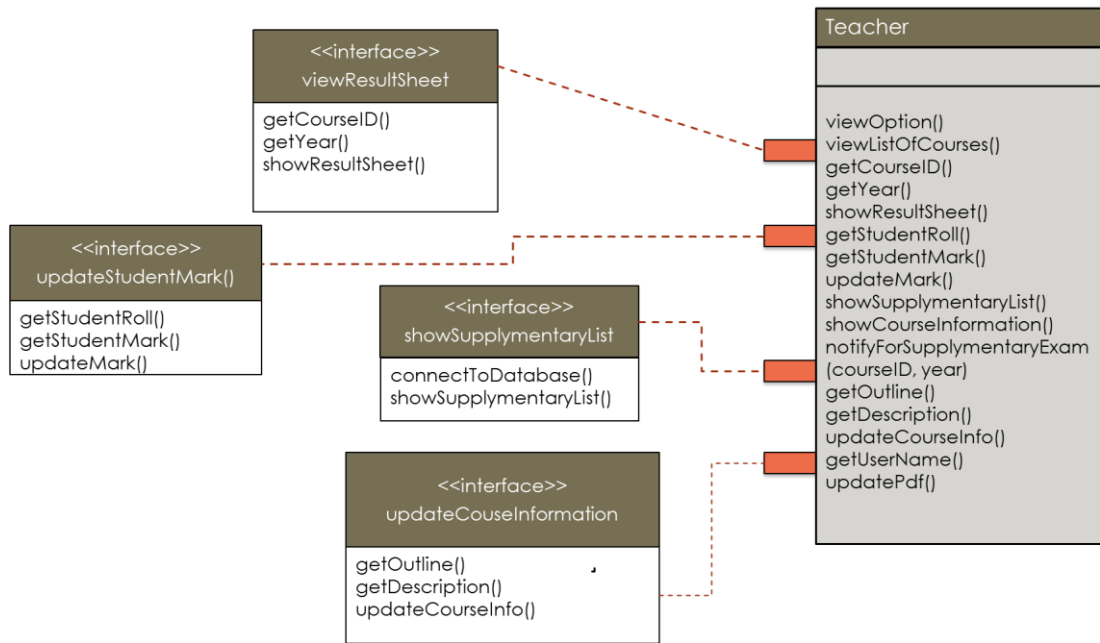 <<interface>>
viewResultSheet
getCourseID()
getYear()
showResultSheet()
<<interface>>
updateStudentMark()
getStudentRoll()
getStudentMark()
updateMark()
<<interface>>
showSupplymentaryList
connectToDatabase()
showSupplymentaryList()
<<interface>>
updateCouseInformation
getOutline()
getDescription()
updateCourseInfo()
Teacher
viewOption()
viewListOfCourses()
getCourseID()
getYear()
showResultSheet()
getStudentRoll()
getStudentMark()
updateMark()
showSupplymentaryList()
showCourseInformation()
notifyForSupplymentaryExam
(courseID, year)
getOutline()
getDescription()
updateCourseInfo()
getUserName()
updatePdf()